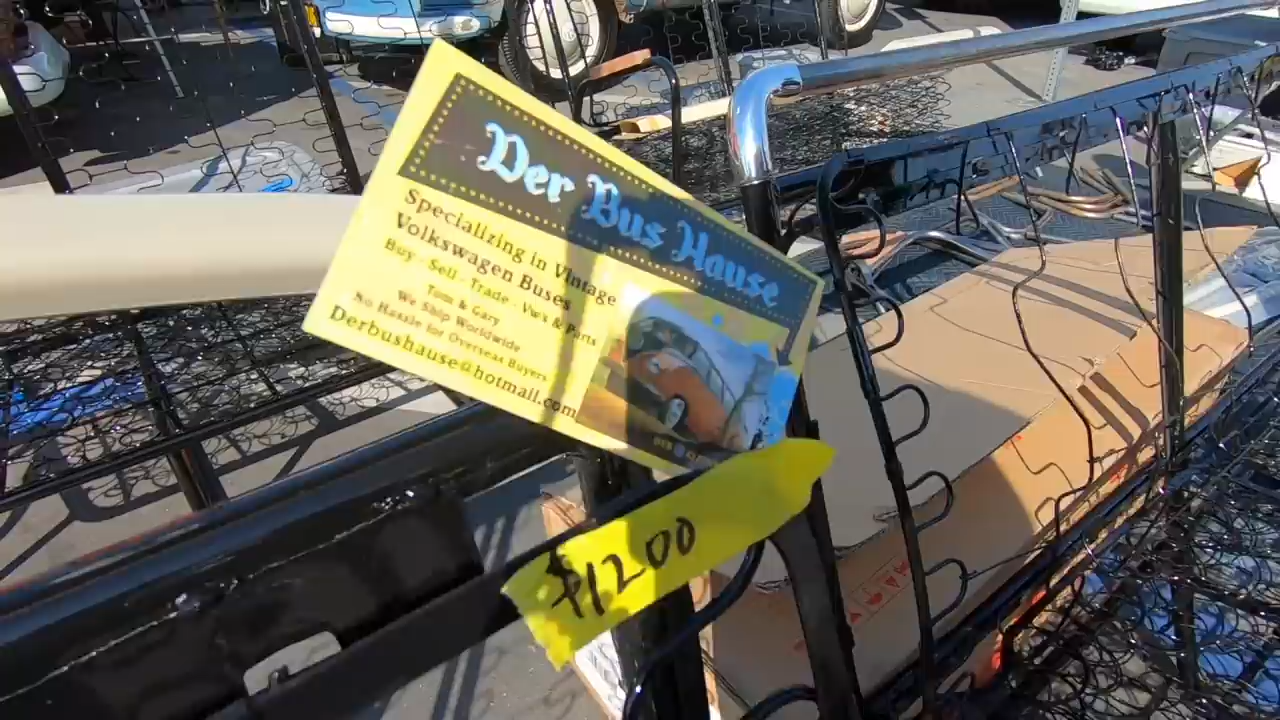 Der Bus Hause
Specializing in Vintage
Volkswagen Buses
Buy - Sell - Trade - VWs & Parts
Tom & Gary
We Ship Worldwide
No Hassle for Overseas Buyers
Derbushause@hotmail.com
$1200